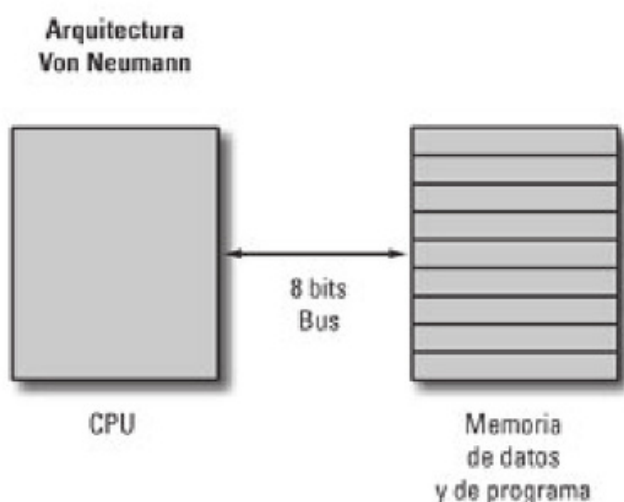 Arquitectura
Von Neumann
8 bits
Bus
CPU
Memoria
de datos
y de programa